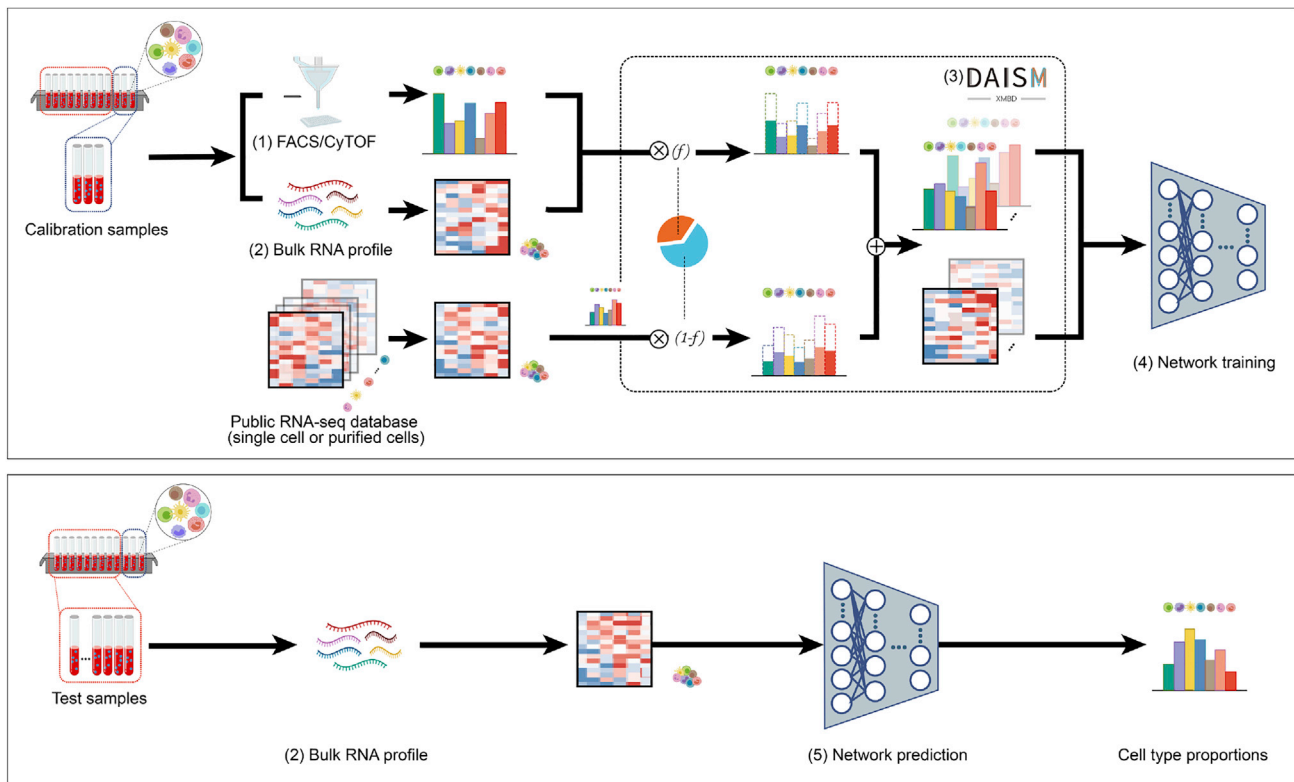 (3) DAISM
XMBD
(1) FACS/CyTOF
(f)
Calibration samples
(2) Bulk RNA profile
(1-f)
(4) Network training
Public RNA-seq database
(single cell or purified cells)
Test samples
(2) Bulk RNA profile
(5) Network prediction
Cell type proportions